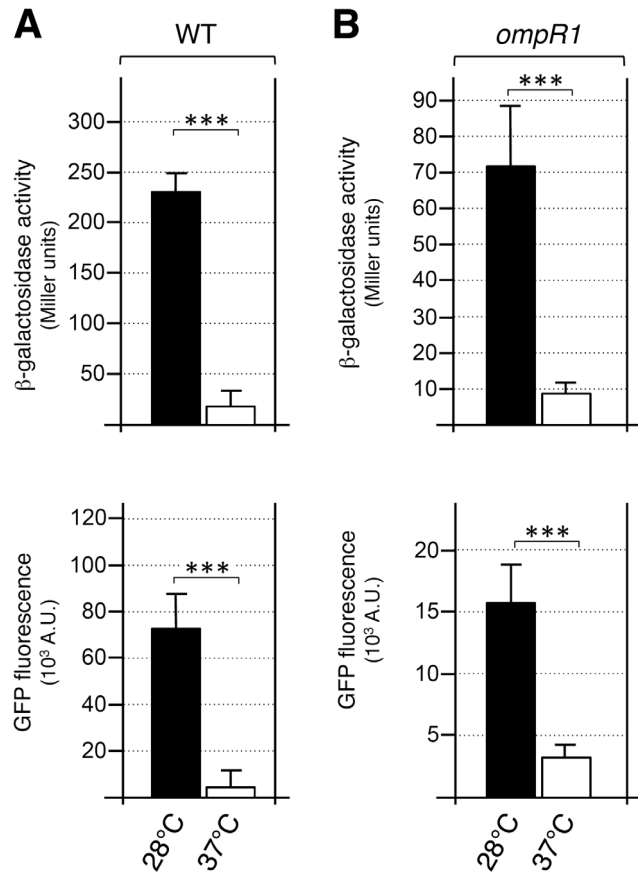 A
WT
β-galactosidase activity
(Miller units)
300
250
200
150
100
50
***
B
ompR1
β-galactosidase activity
(Miller units)
90
80
70
60
50
40
30
20
10
***
GFP fluorescence
(10³ A.U.)
120
100
80
60
40
20
***
28°C
37°C
GFP fluorescence
(10³ A.U.)
20
15
10
5
***
28°C
37°C